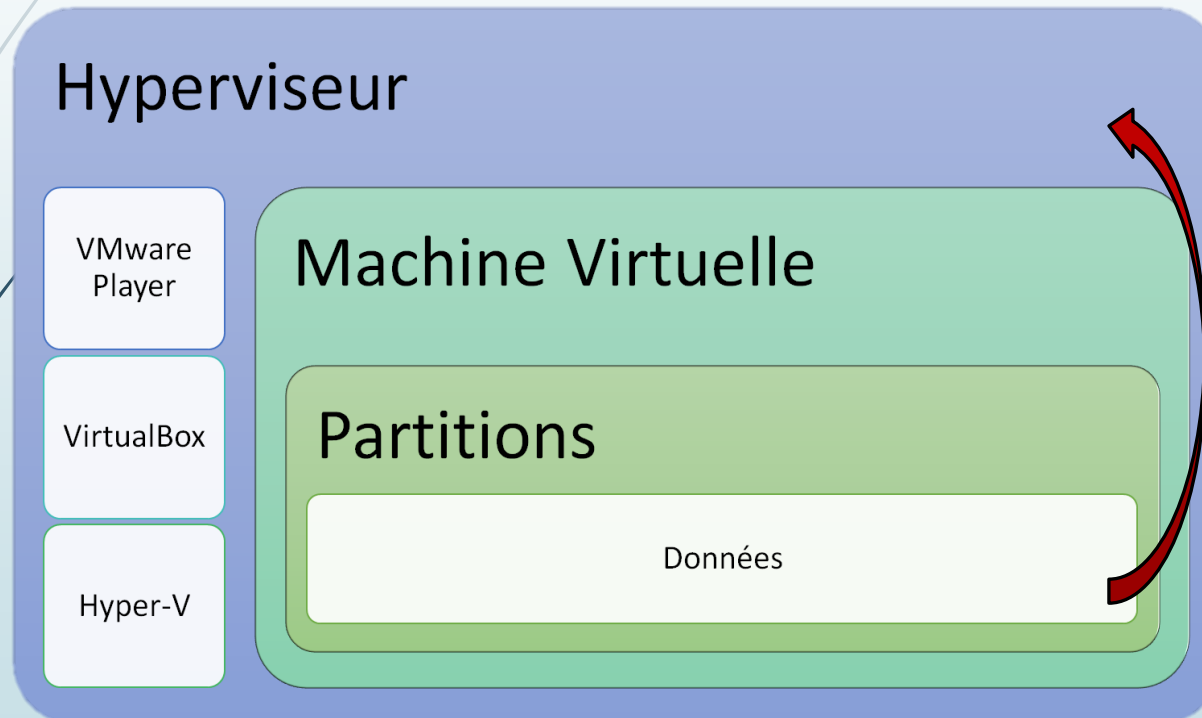 Hyperviseur
VMware
Player
VirtualBox
Hyper-V
Machine Virtuelle
Partitions
Données